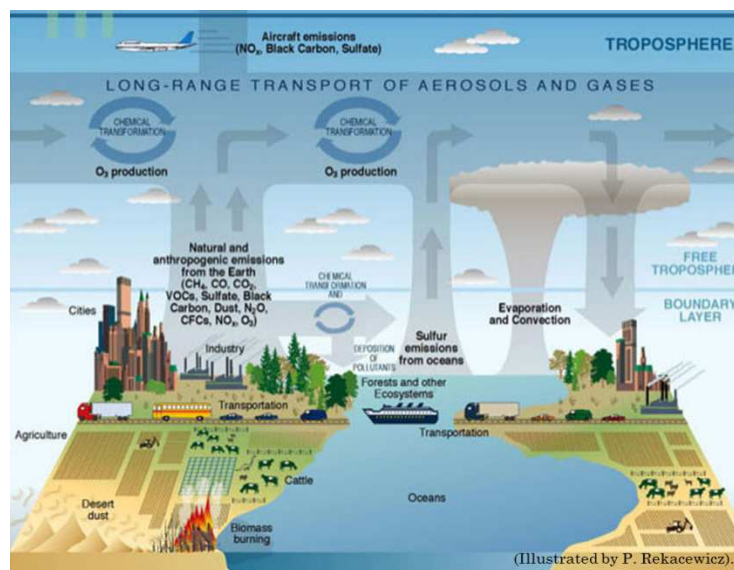 Aircraft emissions
(NOx, Black Carbon, Sulfate)
TROPOSPHERE
LONG-RANGE TRANSPORT OF AEROSOLS AND GASES
CHEMICAL
TRANSFORMATION
O3 production
CHEMICAL
TRANSFORMATION
O3 production
Natural and
anthropogenic emissions
from the Earth
(CH4, CO, CO2,
VOCs, Sulfate, Black
Carbon, Dust, N2O,
CFCs, NOx, O3)
CHEMICAL
TRANSFORMATION
AND
DEPOSITION
OF
POLLUTANTS
FREE
TROPOSPHER
BOUNDARY
LAYER
Cities
Industry
Evaporation
and Convection
Sulfur
emissions
from oceans
Forests and other
Ecosystems
Transportation
Transportation
Agriculture
Cattle
Desert
dust
Oceans
Biomass
burning
(Illustrated by P. Rekacewicz).